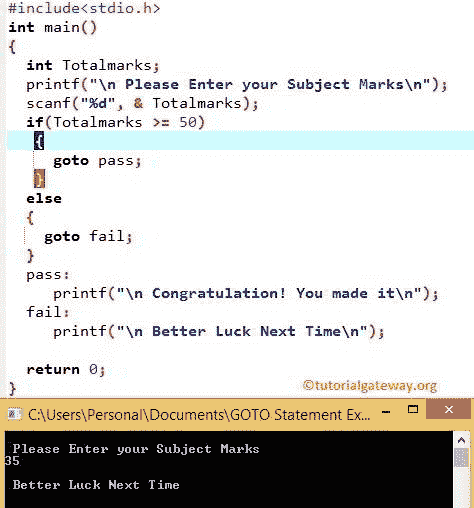 #include<stdio.h>
int main()
{
int Totalmarks;
printf("\n Please Enter your Subject Marks\n");
scanf("%d", & Totalmarks);
if(Totalmarks >= 50)
{
goto pass;
}
else
{
goto fail;
}
pass:
printf("\n Congratulation! You made it\n");
fail:
printf("\n Better Luck Next Time\n");
return 0;
}
©tutorialgateway.org
C:\Users\Personal\Documents\GOTO Statement Ex...
Please Enter your Subject Marks
35
Better Luck Next Time